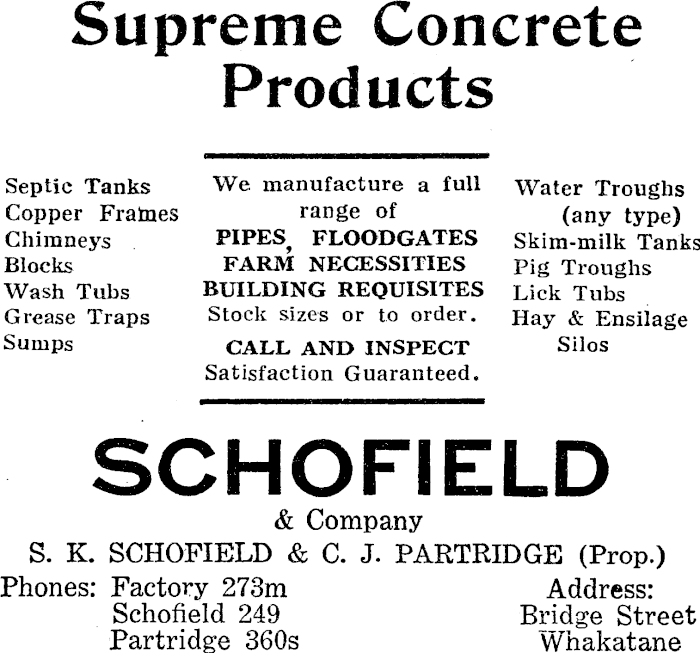 Supreme Concrete
Products
Septic Tanks
Copper Frames
Chimneys
Blocks
Wash Tubs
Grease Traps
Sumps
We manufacture a full
range of
PIPES, FLOODGATES
FARM NECESSITIES
BUILDING REQUISITES
Stock sizes or to order.
CALL AND INSPECT
Satisfaction Guaranteed.
Water Troughs
(any type)
Skim-milk Tanks
Pig Troughs
Lick Tubs
Hay & Ensilage
Silos
SCHOFIELD
& Company
S. K. SCHOFIELD & C. J. PARTRIDGE (Prop.)
Phones: Factory 273m
Schofield 249
Partridge 360s
Address:
Bridge Street
Whakatane